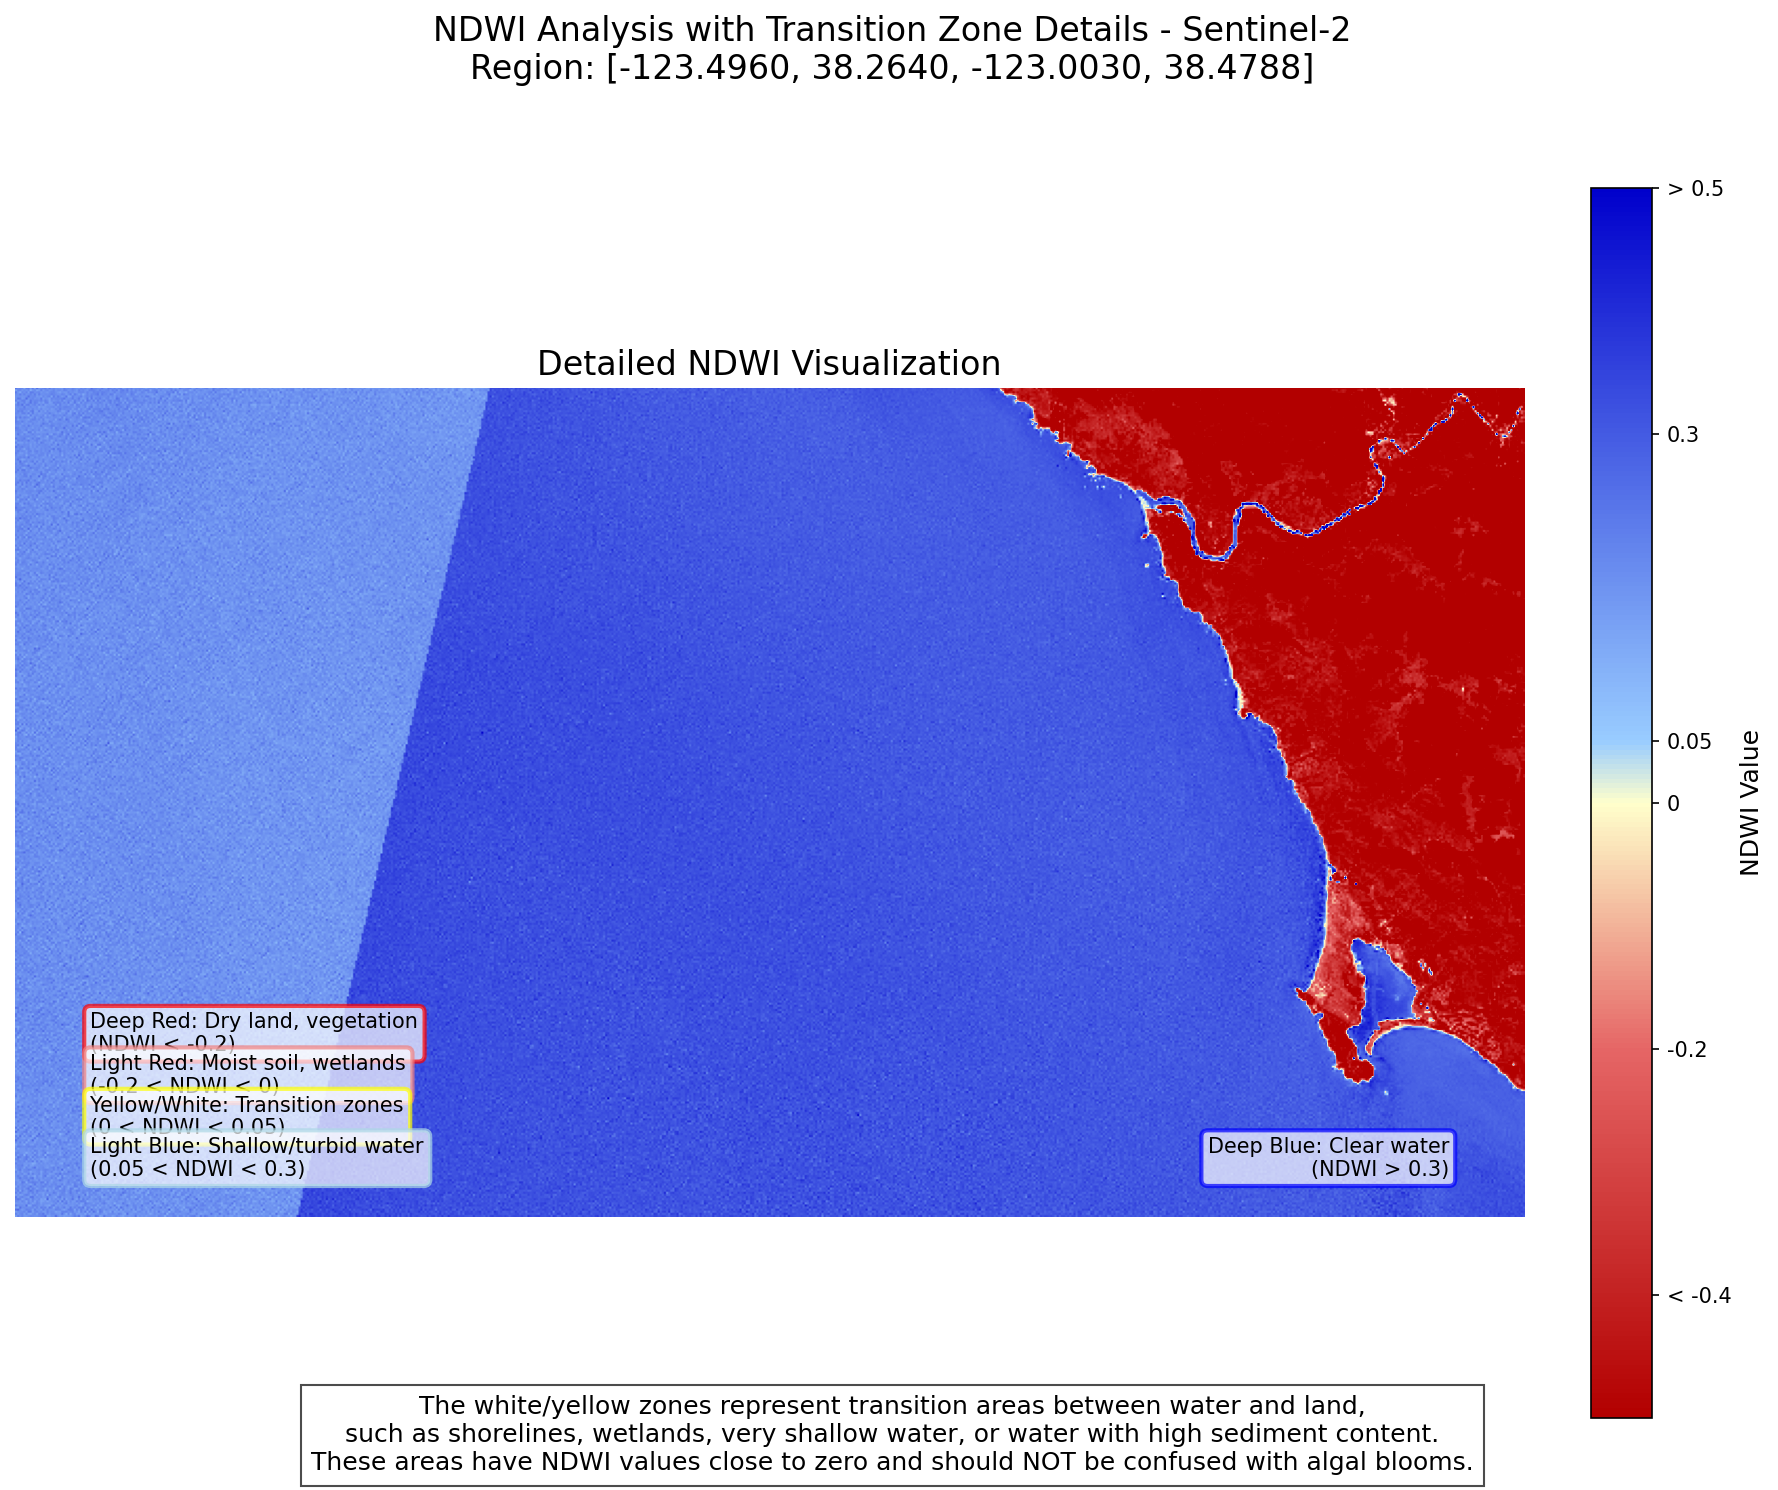 NDWI Analysis with Transition Zone Details - Sentinel-2
Region: [-123.4960, 38.2640, -123.0030, 38.4788]
Detailed NDWI Visualization
Deep Red: Dry land, vegetation
(NDWI < -0.2)
Light Red: Moist soil, wetlands
(-0.2 < NDWI < 0)
Yellow/White: Transition zones
(0 < NDWI < 0.05)
Light Blue: Shallow/turbid water
(0.05 < NDWI < 0.3)
Deep Blue: Clear water
(NDWI > 0.3)
> 0.5
0.3
0.05
0
-0.2
< -0.4
NDWI Value
The white/yellow zones represent transition areas between water and land,
such as shorelines, wetlands, very shallow water, or water with high sediment content.
These areas have NDWI values close to zero and should NOT be confused with algal blooms.